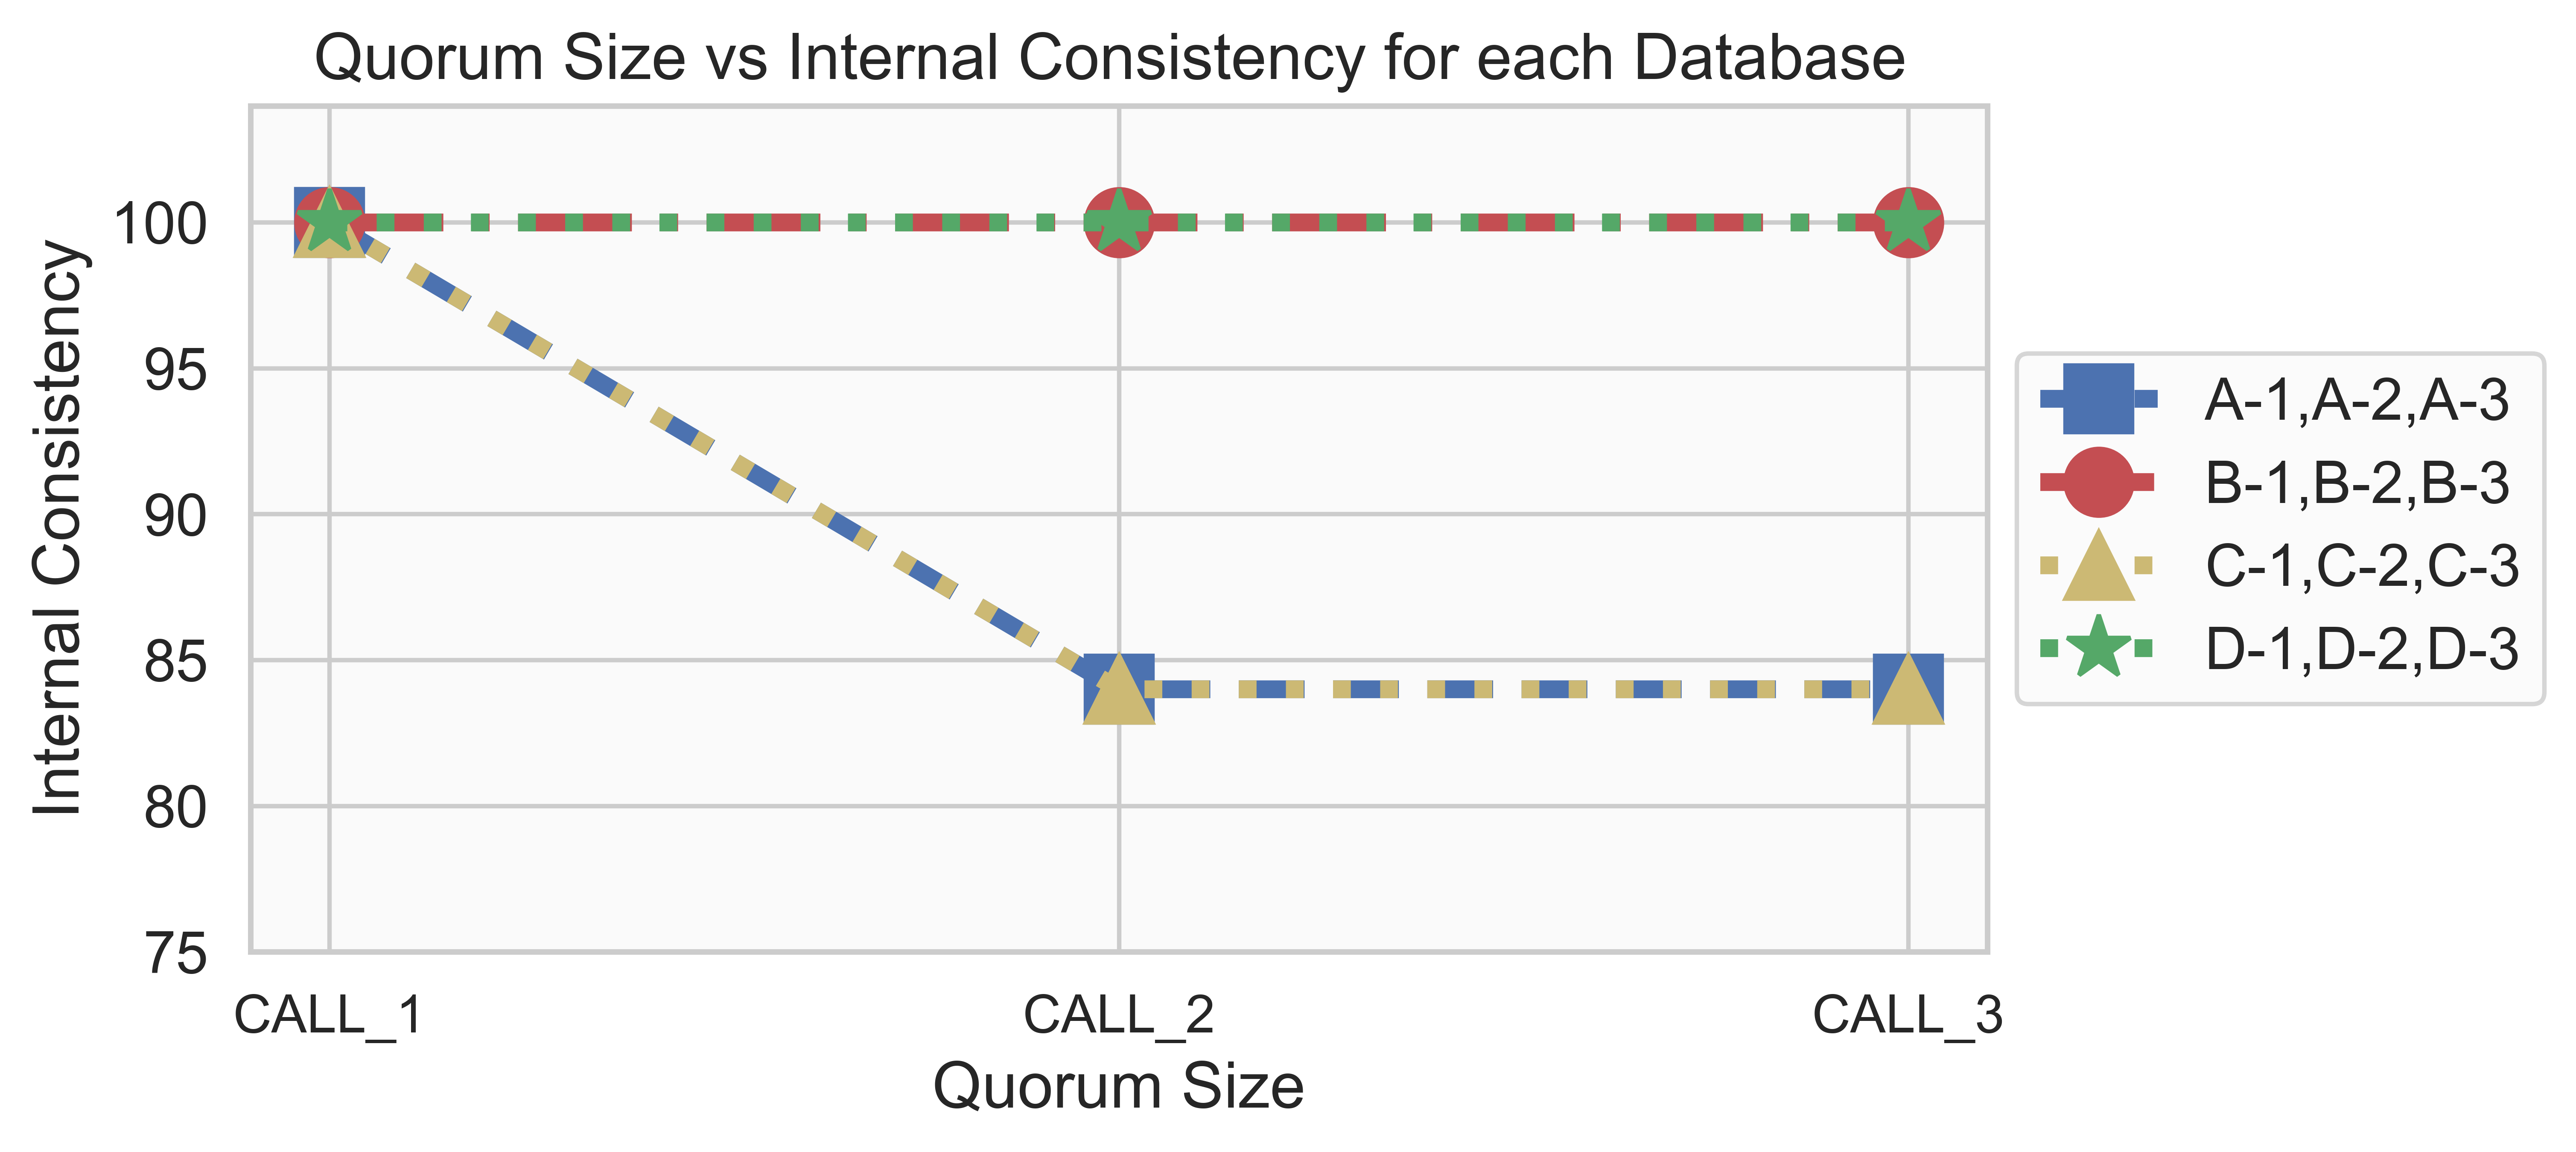 Quorum Size vs Internal Consistency for each Database
Internal Consistency
100
95
90
85
80
75
CALL_1
CALL_2
CALL_3
Quorum Size
A-1,A-2,A-3
B-1,B-2,B-3
C-1,C-2,C-3
D-1,D-2,D-3